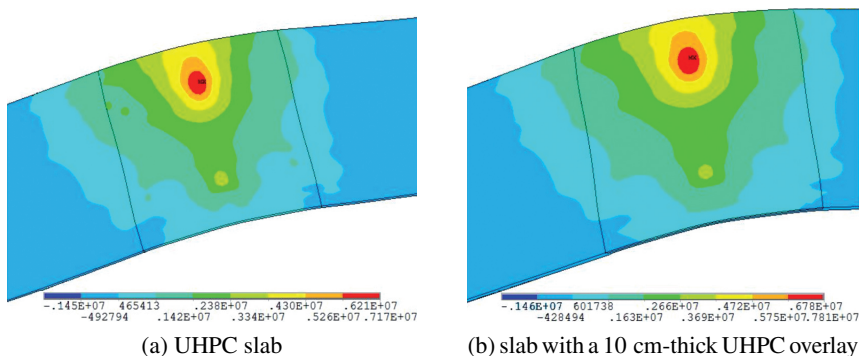 -.145E+07 465413 .238E+07 .430E+07 .621E+07
-492794 .142E+07 .334E+07 .526E+07 .717E+07
(a) UHPC slab
-.146E+07 601738 .266E+07 .472E+07 .678E+07
-428494 .163E+07 .369E+07 .575E+07 .781E+07
(b) slab with a 10 cm-thick UHPC overlay